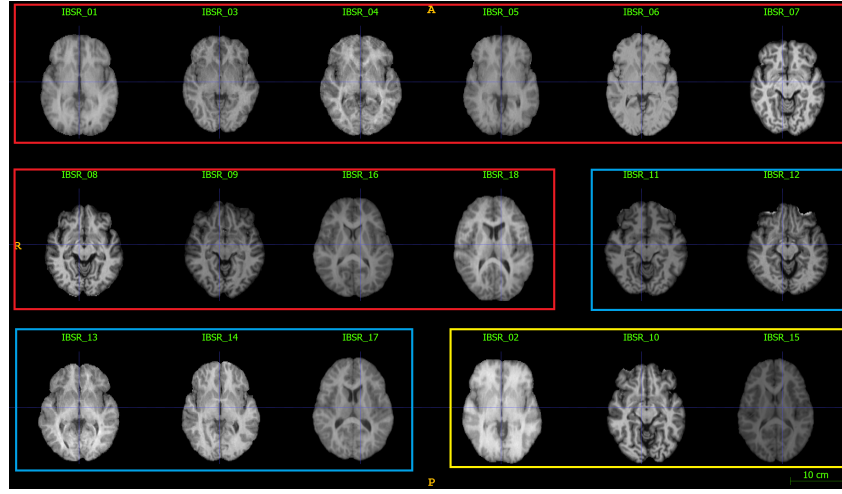 A
IBSR_01 IBSR_03 IBSR_04 IBSR_05 IBSR_06 IBSR_07
IBSR_08 IBSR_09 IBSR_16 IBSR_18 IBSR_11 IBSR_12
R
IBSR_13 IBSR_14 IBSR_17 IBSR_02 IBSR_10 IBSR_15
10 cm
P